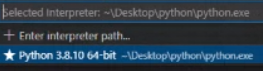 Selected Interpreter: ~\Desktop\python\python.exe
+ Enter interpreter path...
★ Python 3.8.10 64-bit ~\Desktop\python\python.exe